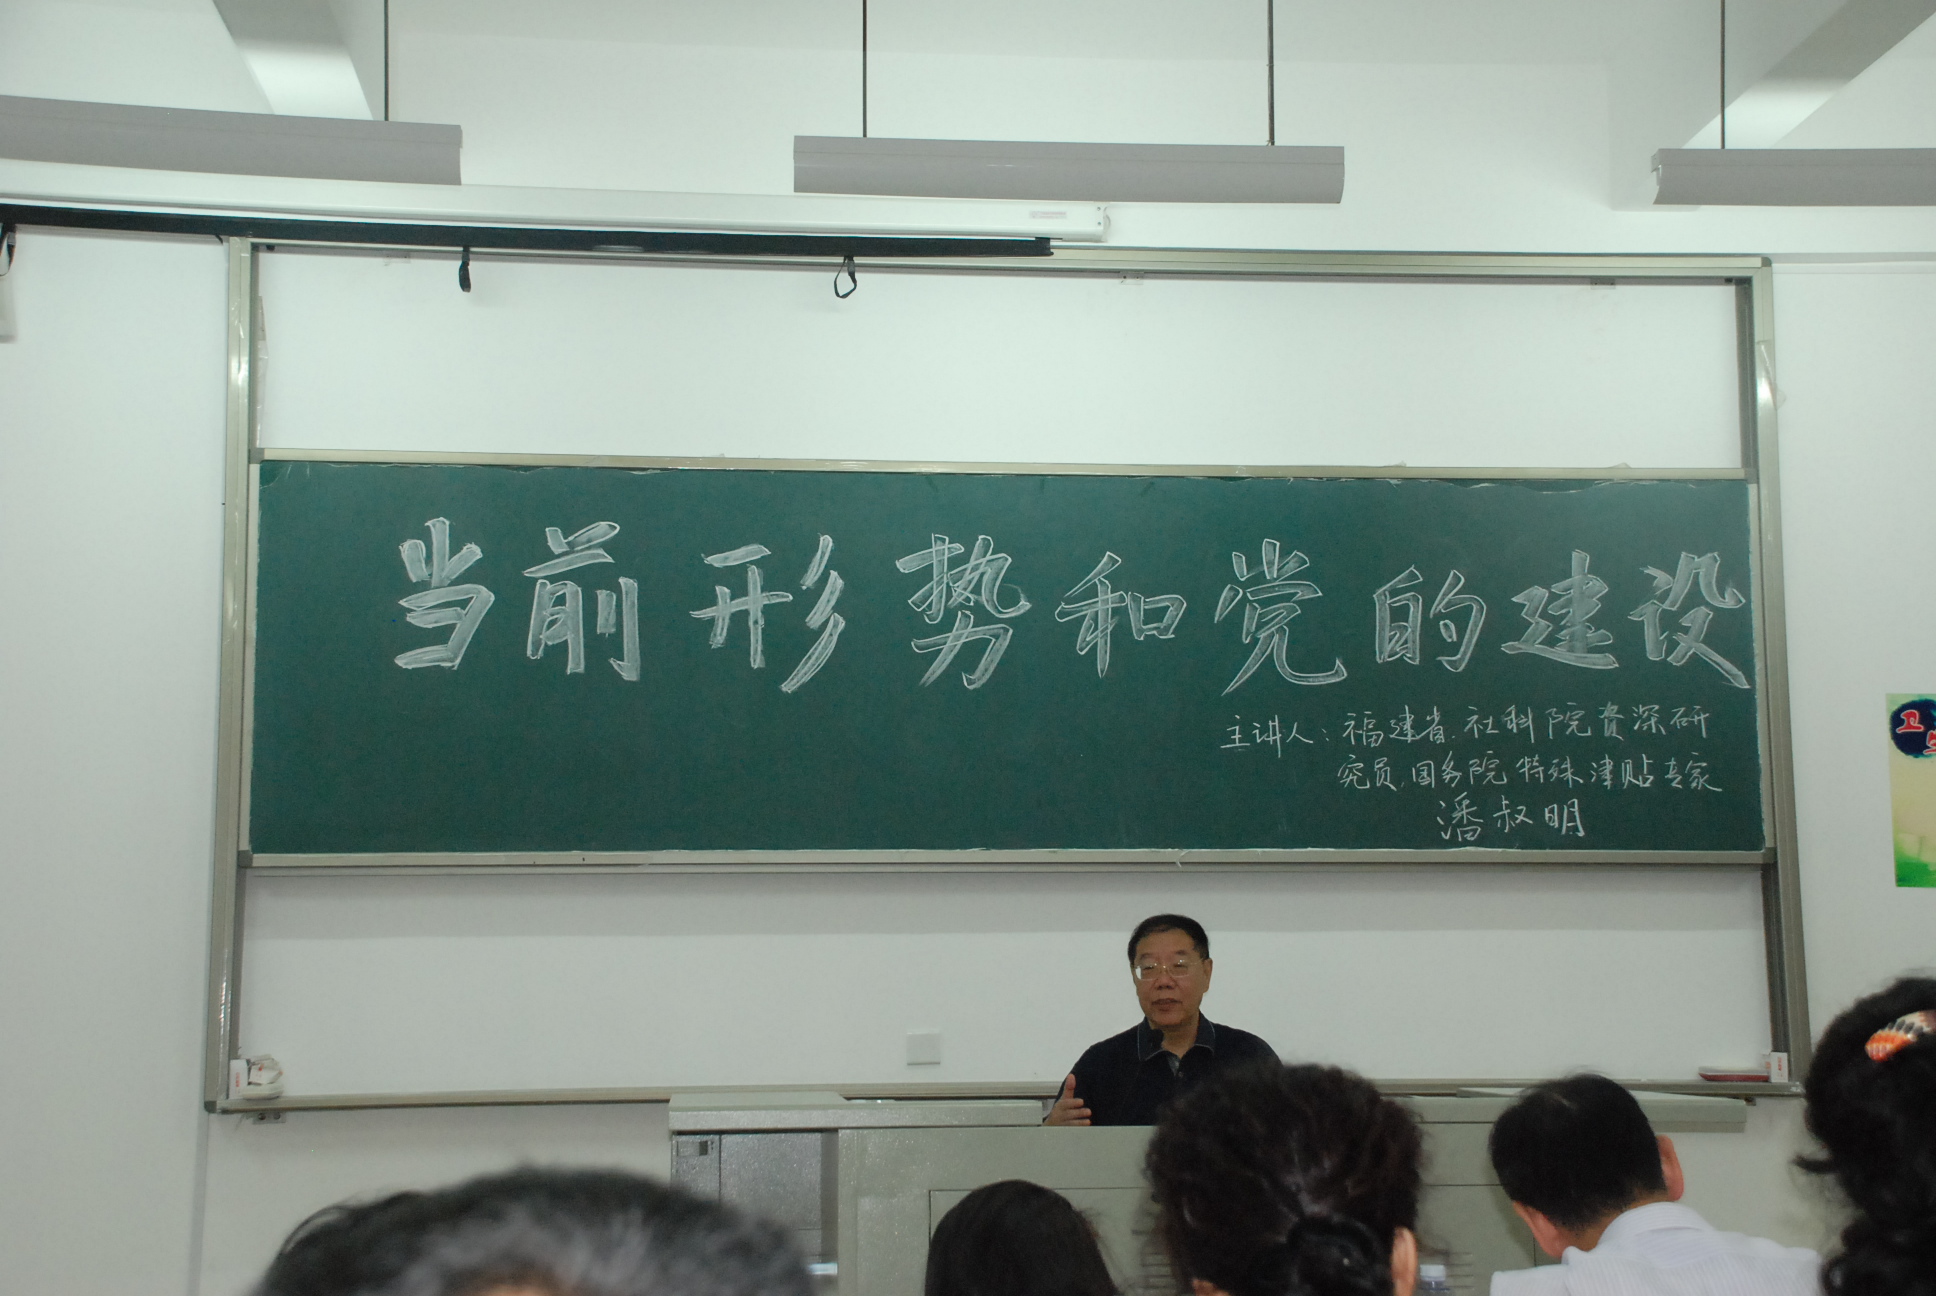 当前形势和党的建设
主讲人：福建省社科院资深研
究员,国务院特殊津贴专家
潘叔明
卫